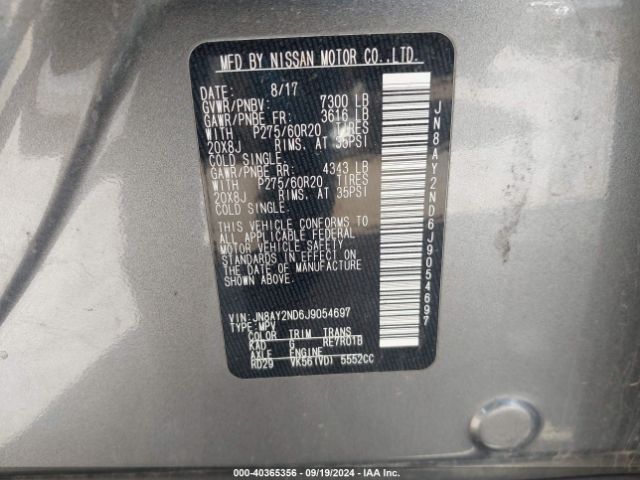 MFD BY NISSAN MOTOR CO.,LTD.
DATE: 8/17
GVWR/PNBV: 7300 LB
GAWR/PNBE FR: 3616 LB
WITH P275/60R20 TIRES
20X8J RIMS. AT 35PSI
COLD SINGLE.
GAWR/PNBE RR: 4343 LB
WITH P275/60R20 TIRES
20X8J RIMS. AT 35PSI
COLD SINGLE.
THIS VEHICLE CONFORMS TO
ALL APPLICABLE FEDERAL
MOTOR VEHICLE SAFETY
STANDARDS IN EFFECT ON
THE DATE OF MANUFACTURE
SHOWN ABOVE.
VIN: JN8AY2ND6J9054697
TYPE: MPV
COLOR TRIM TRANS
KAD G RE7R01B
AXLE ENGINE
RD29 VK56(VD) 5552CC
JN8AY2ND6J9054697
000-40365356 - 09/19/2024 - IAA Inc.